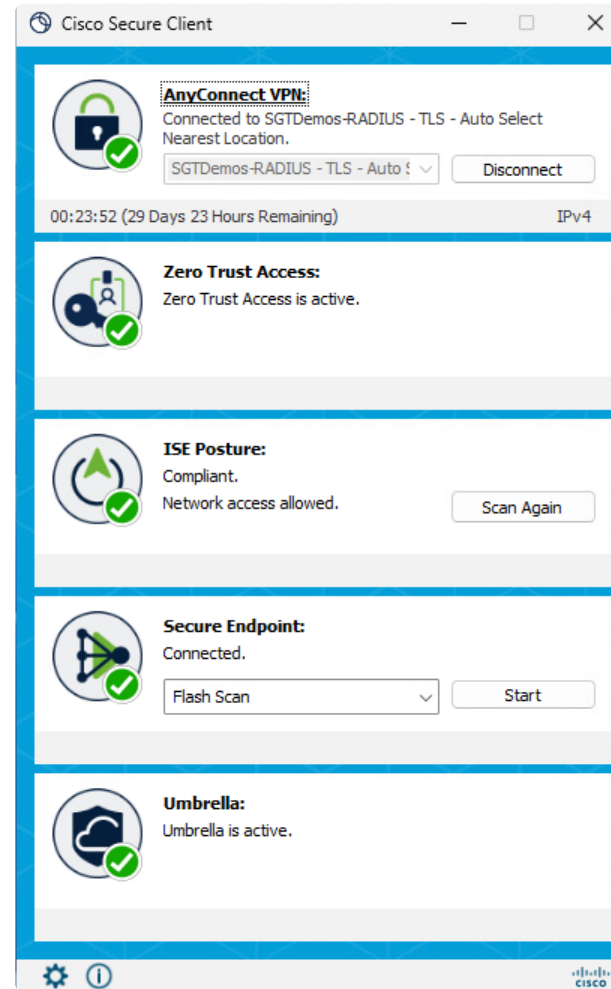 Cisco Secure Client
AnyConnect VPN:
Connected to SGTDemos-RADIUS - TLS - Auto Select
Nearest Location.
SGTDemos-RADIUS - TLS - Auto S
Disconnect
00:23:52 (29 Days 23 Hours Remaining)
IPv4
Zero Trust Access:
Zero Trust Access is active.
ISE Posture:
Compliant.
Network access allowed.
Scan Again
Secure Endpoint:
Connected.
Flash Scan
Start
Umbrella:
Umbrella is active.
CISCO